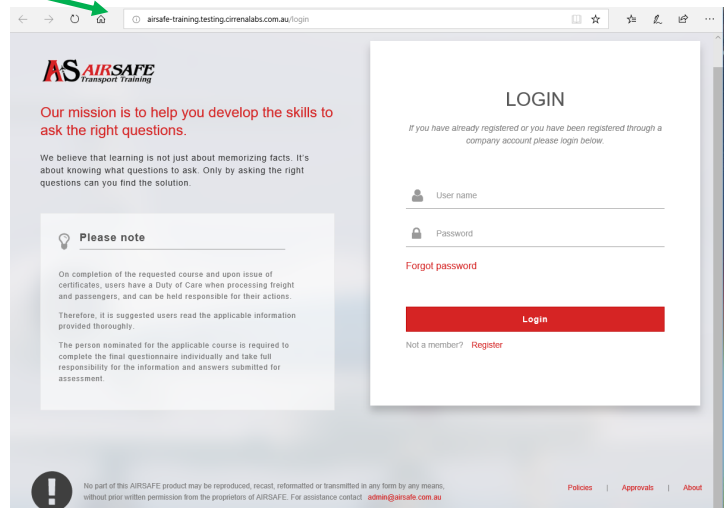 airsafe-training.testing.cirrenalabs.com.au/login
AS AIRSAFE
Transport Training
Our mission is to help you develop the skills to
ask the right questions.
We believe that learning is not just about memorizing facts. It's
about knowing what questions to ask. Only by asking the right
questions can you find the solution.
Please note
On completion of the requested course and upon issue of
certificates, users have a Duty of Care when processing freight
and passengers, and can be held responsible for their actions.
Therefore, it is suggested users read the applicable information
provided thoroughly.
The person nominated for the applicable course is required to
complete the final questionnaire individually and take full
responsibility for the information and answers submitted for
assessment.
LOGIN
If you have already registered or you have been registered through a
company account please login below.
User name
Password
Forgot password
Login
Not a member? Register
No part of this AIRSAFE product may be reproduced, recast, reformatted or transmitted in any form by any means,
without prior written permission from the proprietors of AIRSAFE. For assistance contact admin@airsafe.com.au
Policies | Approvals | About